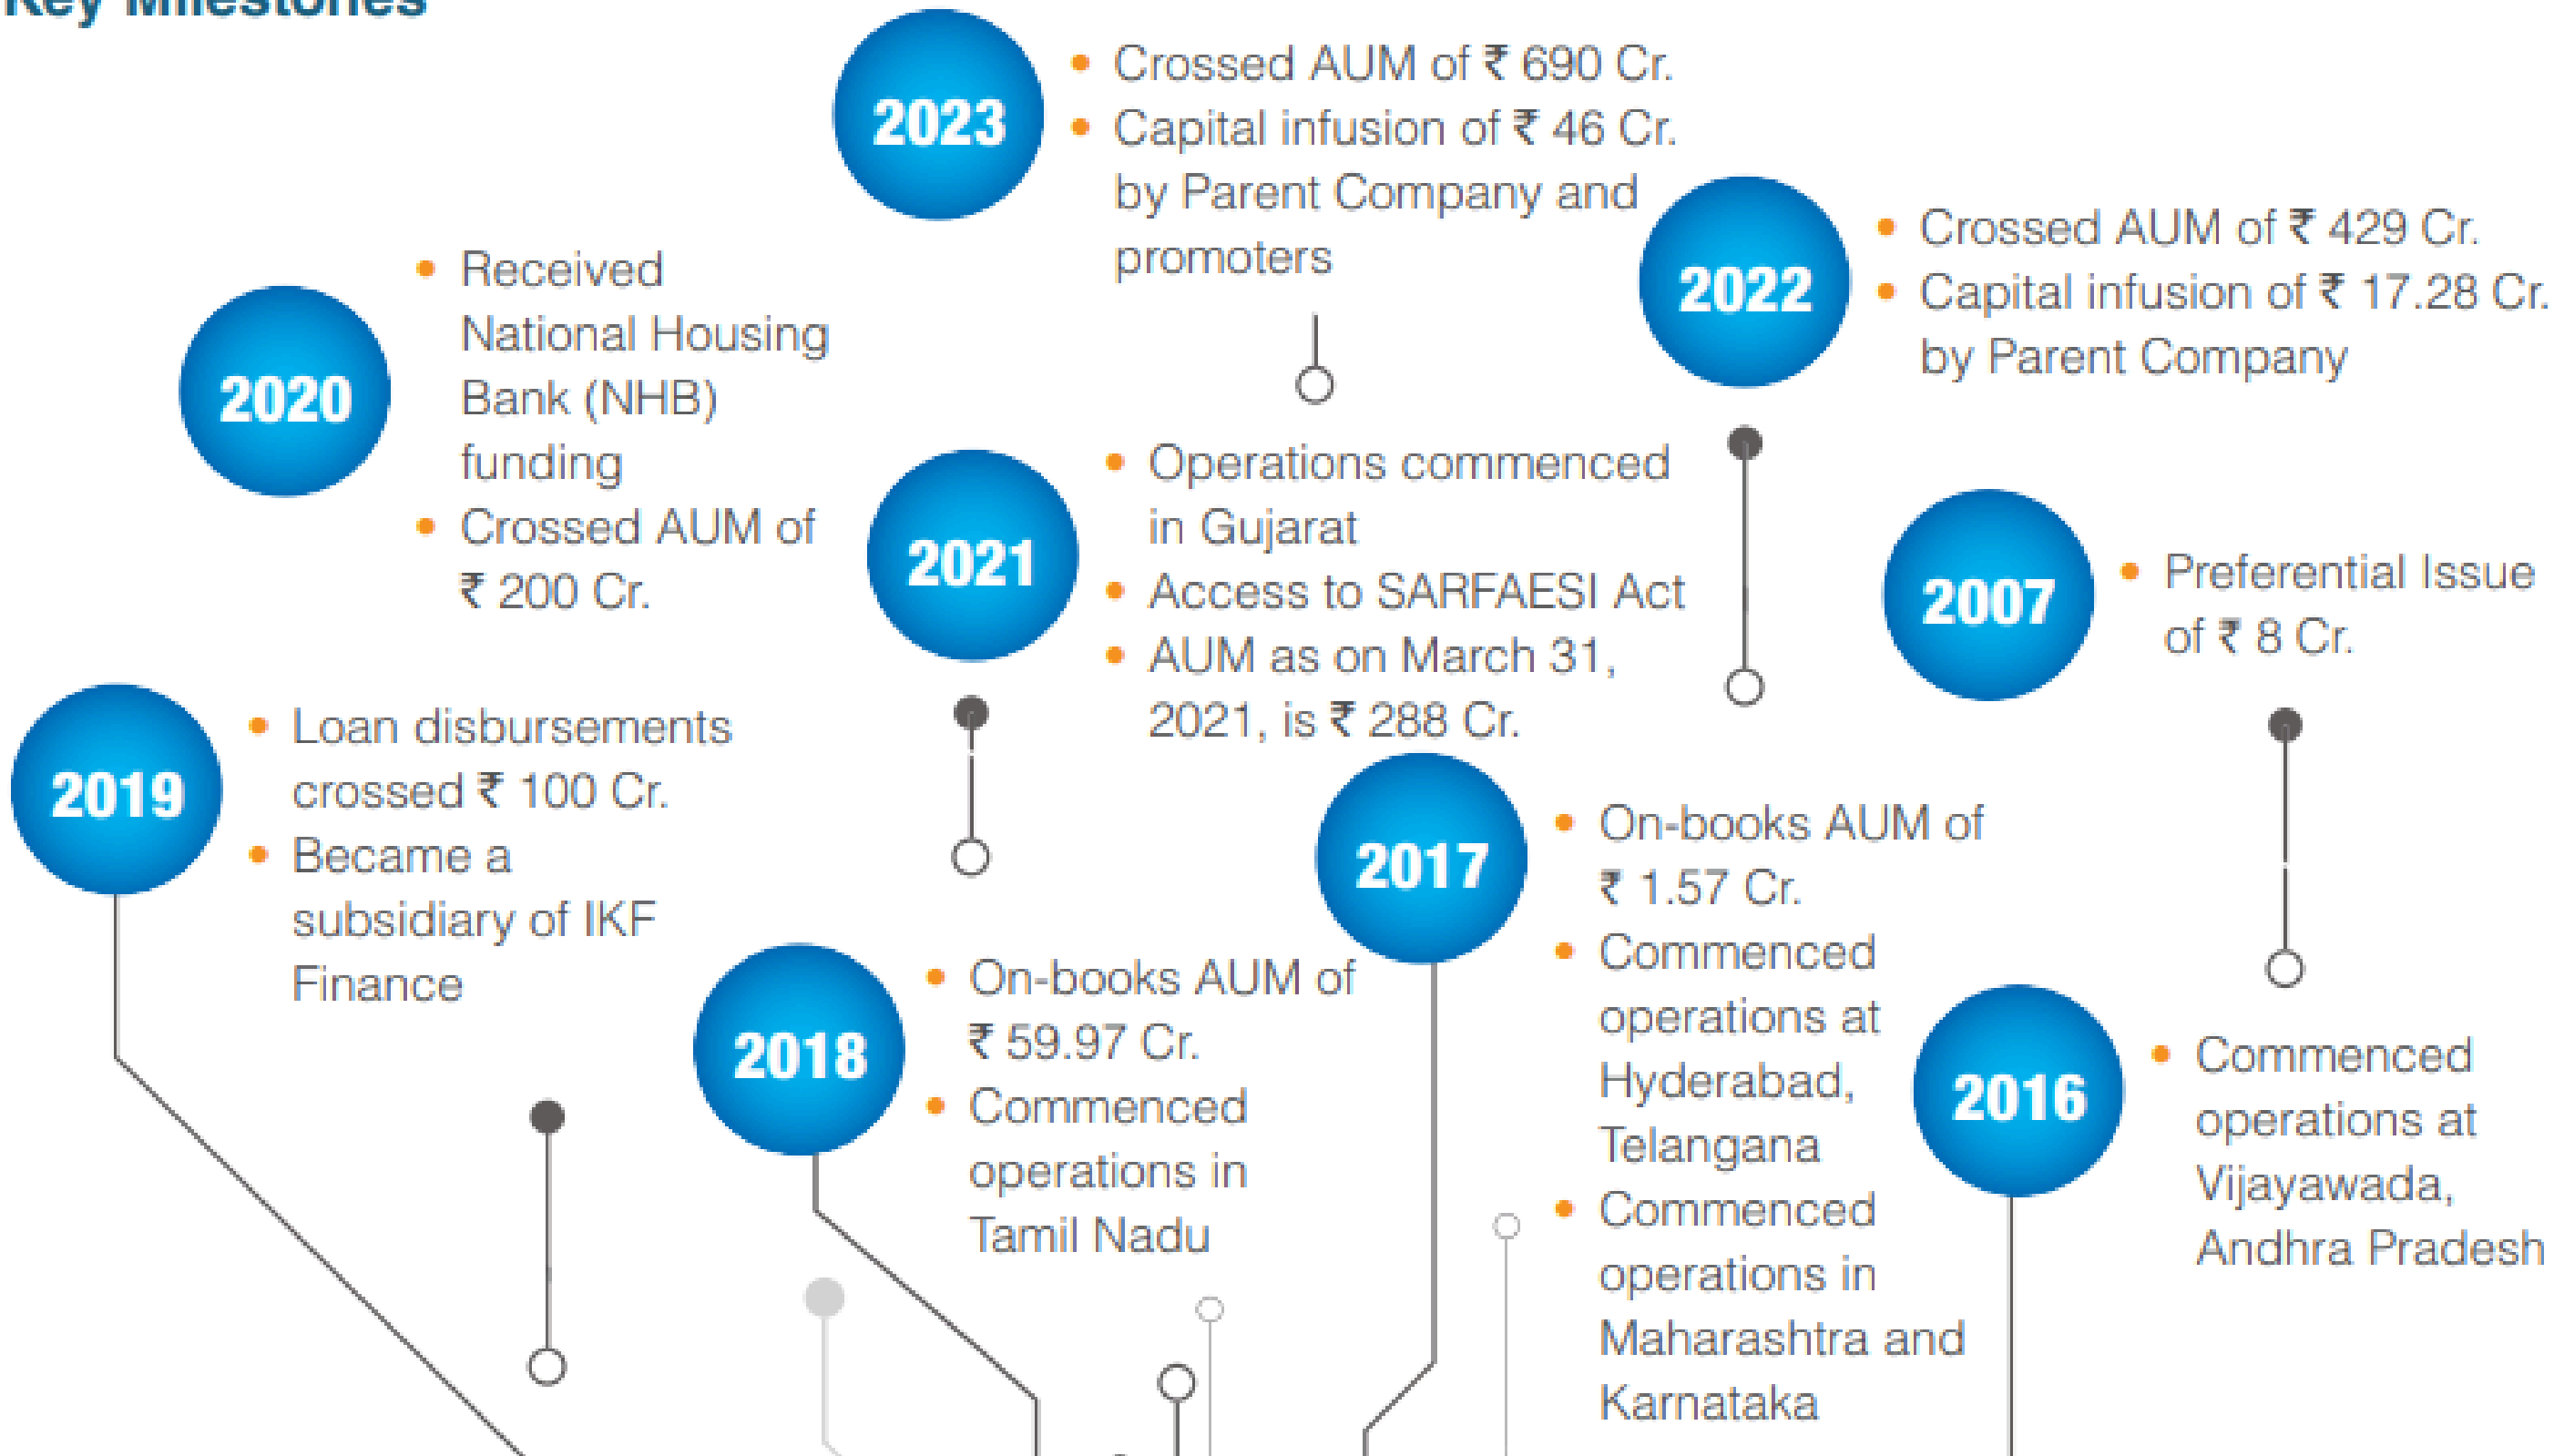 Key Milestones
2023
• Crossed AUM of ₹ 690 Cr.
• Capital infusion of ₹ 46 Cr.
by Parent Company and
promoters
2022
• Crossed AUM of ₹ 429 Cr.
• Capital infusion of ₹ 17.28 Cr.
by Parent Company
2020
• Received
National Housing
Bank (NHB)
funding
• Crossed AUM of
₹ 200 Cr.
2021
• Operations commenced
in Gujarat
• Access to SARFAESI Act
• AUM as on March 31,
2021, is ₹ 288 Cr.
2007
• Preferential Issue
of ₹ 8 Cr.
2019
• Loan disbursements
crossed ₹ 100 Cr.
• Became a
subsidiary of IKF
Finance
2018
• On-books AUM of
₹ 59.97 Cr.
• Commenced
operations in
Tamil Nadu
2017
• On-books AUM of
₹ 1.57 Cr.
• Commenced
operations at
Hyderabad,
Telangana
• Commenced
operations in
Maharashtra and
Karnataka
2016
• Commenced
operations at
Vijayawada,
Andhra Pradesh